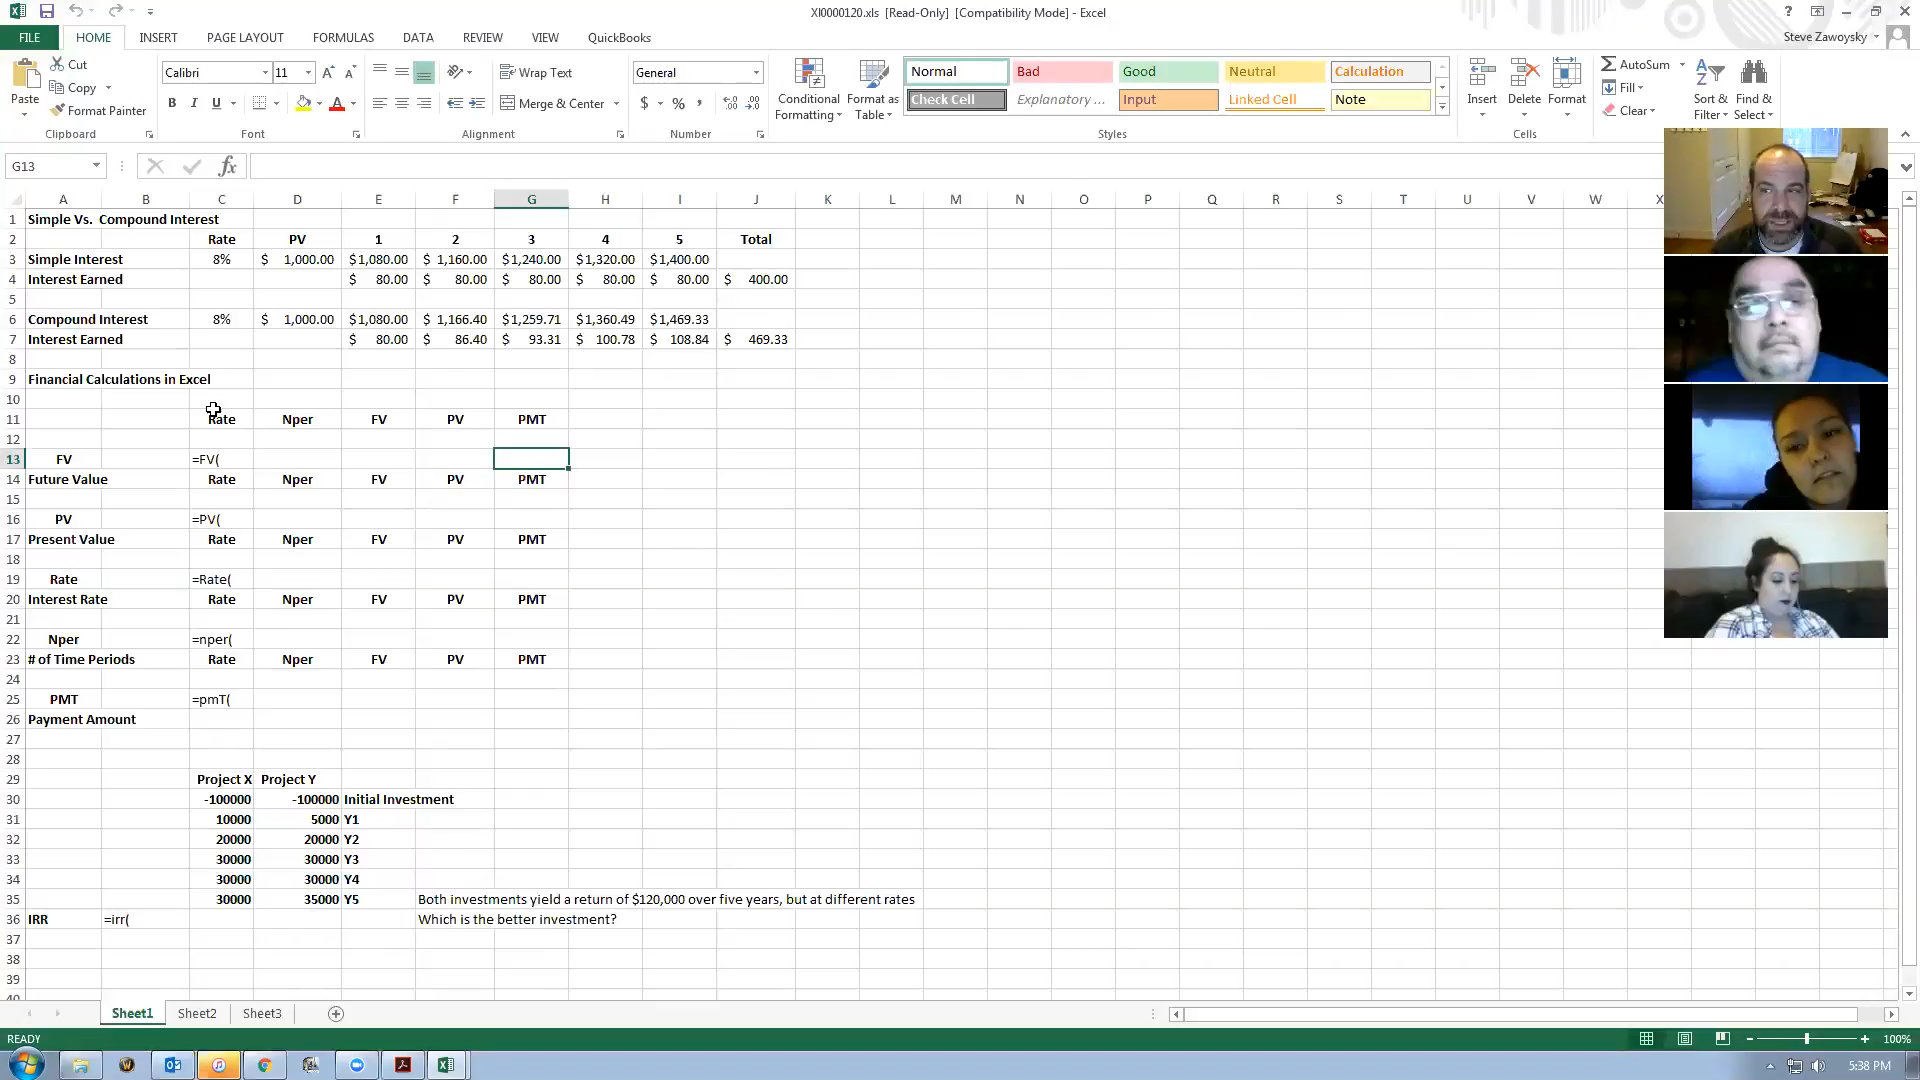 XI0000120.xls [Read-Only] [Compatibility Mode] - Excel
FILE HOME INSERT PAGE LAYOUT FORMULAS DATA REVIEW VIEW QuickBooks Steve Zawoysky
Cut
Copy
Format Painter
Paste
Clipboard
Calibri 11
B I U
Font
Wrap Text
Merge & Center
Alignment
General
$ % ,
Number
Conditional Formatting
Format as Table
Normal Bad Good Neutral Calculation
Check Cell Explanatory ... Input Linked Cell Note
Styles
Insert Delete Format
Cells
AutoSum
Fill
Clear
Sort & Filter
Find & Select
G13 fx
A B C D E F G H I J K L M N O P Q R S T U V W X
1 Simple Vs. Compound Interest
2 Rate PV 1 2 3 4 5 Total
3 Simple Interest 8% $ 1,000.00 $1,080.00 $ 1,160.00 $1,240.00 $1,320.00 $1,400.00
4 Interest Earned $ 80.00 $ 80.00 $ 80.00 $ 80.00 $ 80.00 $ 400.00
5
6 Compound Interest 8% $ 1,000.00 $1,080.00 $ 1,166.40 $1,259.71 $1,360.49 $1,469.33
7 Interest Earned $ 80.00 $ 86.40 $ 93.31 $ 100.78 $ 108.84 $ 469.33
8
9 Financial Calculations in Excel
10
11 Rate Nper FV PV PMT
12
13 FV =FV(
14 Future Value Rate Nper FV PV PMT
15
16 PV =PV(
17 Present Value Rate Nper FV PV PMT
18
19 Rate =Rate(
20 Interest Rate Rate Nper FV PV PMT
21
22 Nper =nper(
23 # of Time Periods Rate Nper FV PV PMT
24
25 PMT =pmT(
26 Payment Amount
27
28
29 Project X Project Y
30 -100000 -100000 Initial Investment
31 10000 5000 Y1
32 20000 20000 Y2
33 30000 30000 Y3
34 30000 30000 Y4
35 30000 35000 Y5 Both investments yield a return of $120,000 over five years, but at different rates
36 IRR =irr( Which is the better investment?
37
38
39
40
Sheet1 Sheet2 Sheet3
READY 100%
5:38 PM